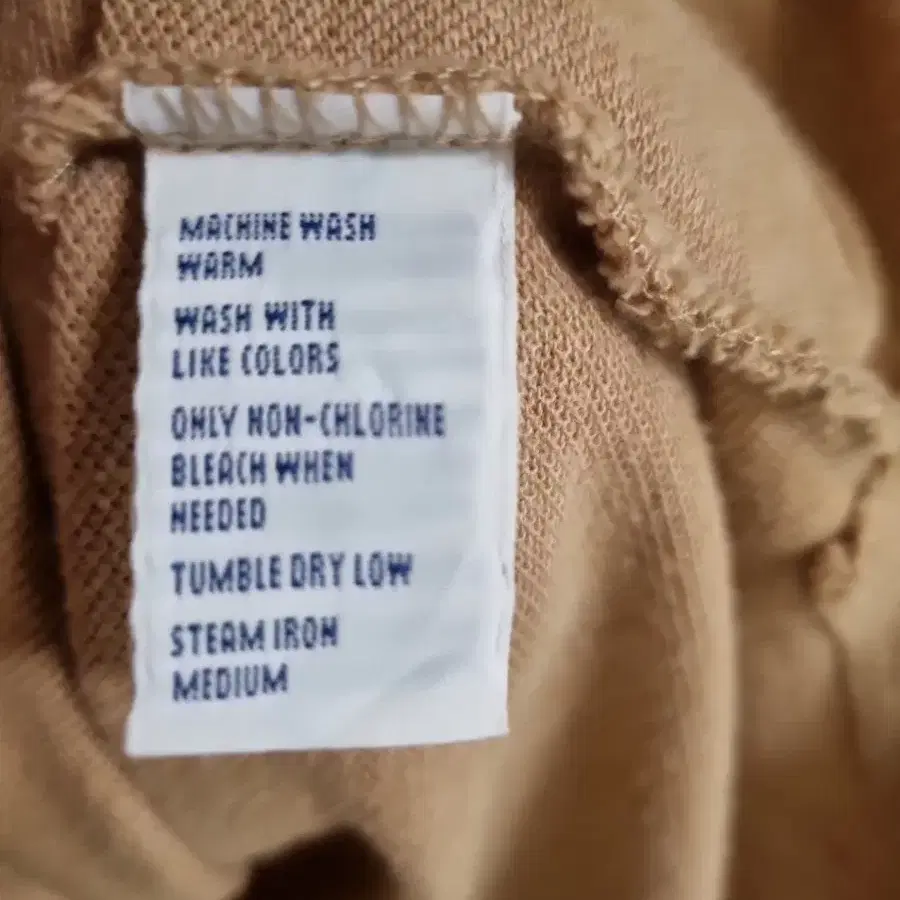 MACHINE WASH
WARM
WASH WITH
LIKE COLORS
ONLY NON-CHLORINE
BLEACH WHEN
NEEDED
TUMBLE DRY LOW
STEAM IRON
MEDIUM